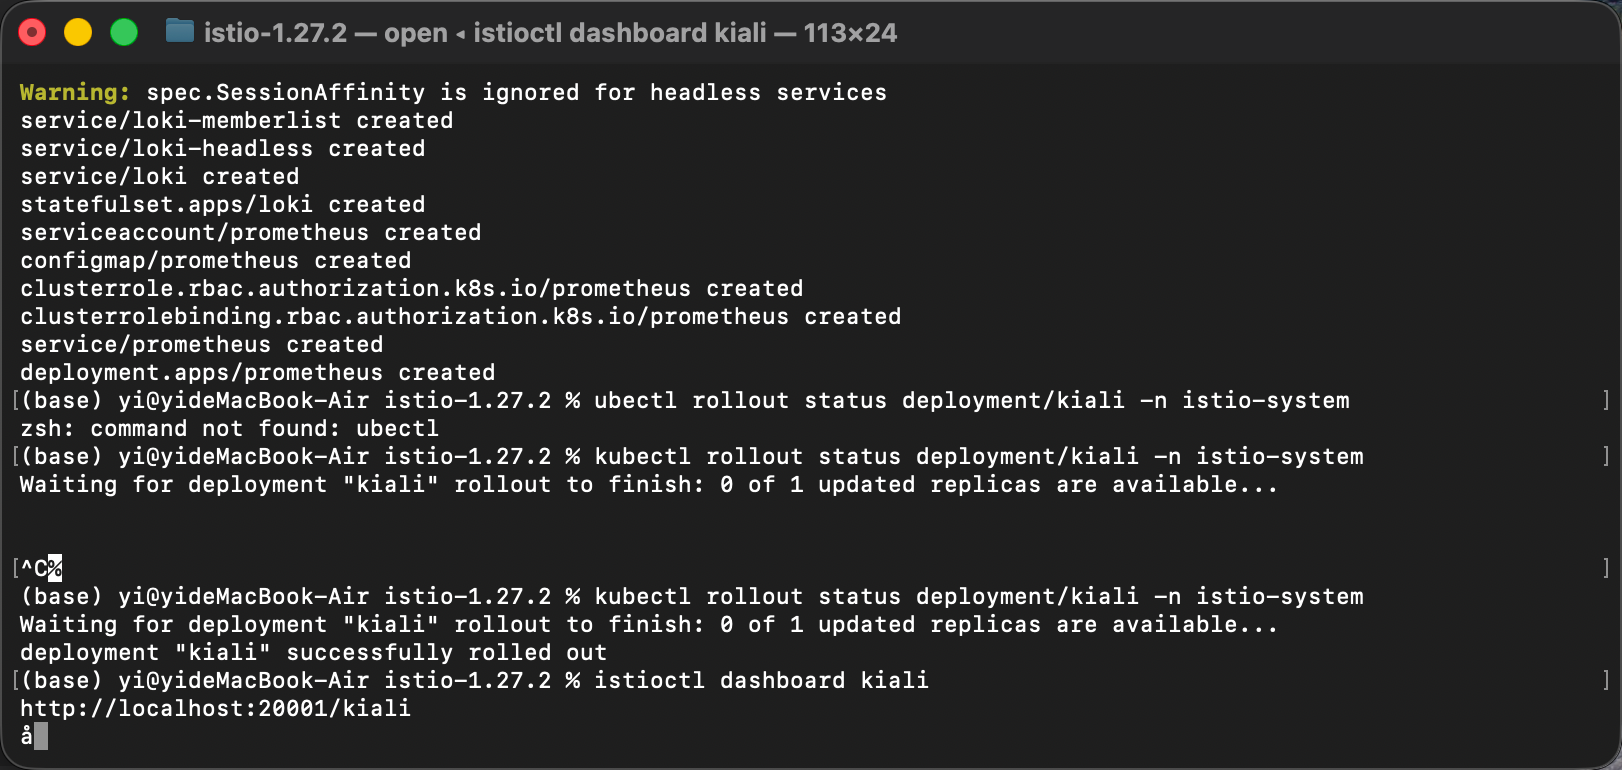 istio-1.27.2 — open ◂ istioctl dashboard kiali — 113×24
Warning: spec.SessionAffinity is ignored for headless services
service/loki-memberlist created
service/loki-headless created
service/loki created
statefulset.apps/loki created
serviceaccount/prometheus created
configmap/prometheus created
clusterrole.rbac.authorization.k8s.io/prometheus created
clusterrolebinding.rbac.authorization.k8s.io/prometheus created
service/prometheus created
deployment.apps/prometheus created
[(base) yi@yideMacBook-Air istio-1.27.2 % ubectl rollout status deployment/kiali -n istio-system ]
zsh: command not found: ubectl
[(base) yi@yideMacBook-Air istio-1.27.2 % kubectl rollout status deployment/kiali -n istio-system ]
Waiting for deployment "kiali" rollout to finish: 0 of 1 updated replicas are available...
[^C% ]
(base) yi@yideMacBook-Air istio-1.27.2 % kubectl rollout status deployment/kiali -n istio-system
Waiting for deployment "kiali" rollout to finish: 0 of 1 updated replicas are available...
deployment "kiali" successfully rolled out
[(base) yi@yideMacBook-Air istio-1.27.2 % istioctl dashboard kiali ]
http://localhost:20001/kiali
å